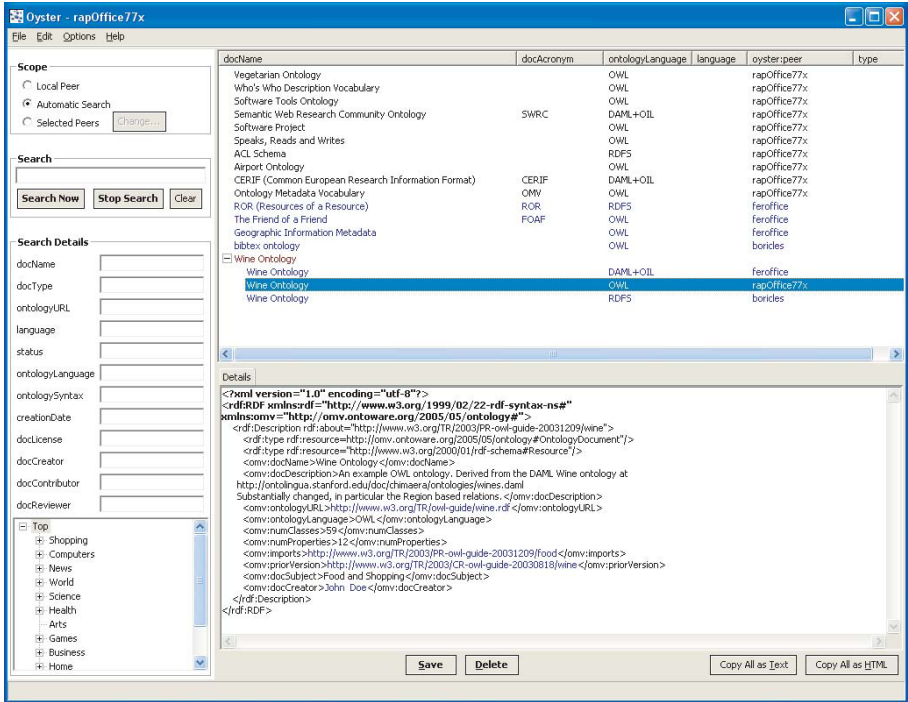 Oyster - rapOffice77x
File Edit Options Help
Scope
Local Peer
Automatic Search
Selected Peers Change...
Search
Search Now Stop Search Clear
Search Details
docName
docType
ontologyURL
language
status
ontologyLanguage
ontologySyntax
creationDate
docLicense
docCreator
docContributor
docReviewer
Top
Shopping
Computers
News
World
Science
Health
Arts
Games
Business
Home
docName docAcronym ontologyLanguage language oyster:peer type
Vegetarian Ontology OWL rapOffice77x
Who's Who Description Vocabulary OWL rapOffice77x
Software Tools Ontology OWL rapOffice77x
Semantic Web Research Community Ontology SWRC DAML+OIL rapOffice77x
Software Project OWL rapOffice77x
Speaks, Reads and Writes OWL rapOffice77x
ACL Schema RDFS rapOffice77x
Airport Ontology OWL rapOffice77x
CERIF (Common European Research Information Format) CERIF DAML+OIL rapOffice77x
Ontology Metadata Vocabulary OMV OWL rapOffice77x
ROR (Resources of a Resource) ROR RDFS feroffice
The Friend of a Friend FOAF OWL feroffice
Geographic Information Metadata OWL feroffice
bibtex ontology OWL boricles
Wine Ontology
Wine Ontology DAML+OIL feroffice
Wine Ontology OWL rapOffice77x
Wine Ontology RDFS boricles
Details
<?xml version="1.0" encoding="utf-8"?>
<rdf:RDF xmlns:rdf="http://www.w3.org/1999/02/22-rdf-syntax-ns#"
xmlns:omv="http://omv.ontoware.org/2005/05/ontology#">
<rdf:Description rdf:about="http://www.w3.org/TR/2003/PR-owl-guide-20031209/wine">
<rdf:type rdf:resource=http://omv.ontoware.org/2005/05/ontology#OntologyDocument"/>
<rdf:type rdf:resource="http://www.w3.org/2000/01/rdf-schema#Resource"/>
<omv:docName>Wine Ontology</omv:docName>
<omv:docDescription>An example OWL ontology. Derived from the DAML Wine ontology at
http://ontolingua.stanford.edu/doc/chimaera/ontologies/wines.daml
Substantially changed, in particular the Region based relations.</omv:docDescription>
<omv:ontologyURL>http://www.w3.org/TR/owl-guide/wine.rdf</omv:ontologyURL>
<omv:ontologyLanguage>OWL</omv:ontologyLanguage>
<omv:numClasses>59</omv:numClasses>
<omv:numProperties>12</omv:numProperties>
<omv:imports>http://www.w3.org/TR/2003/PR-owl-guide-20031209/food</omv:imports>
<omv:priorVersion>http://www.w3.org/TR/2003/CR-owl-guide-20030818/wine</omv:priorVersion>
<omv:docSubject>Food and Shopping</omv:docSubject>
<omv:docCreator>John Doe</omv:docCreator>
</rdf:Description>
</rdf:RDF>
Save Delete Copy All as Text Copy All as HTML